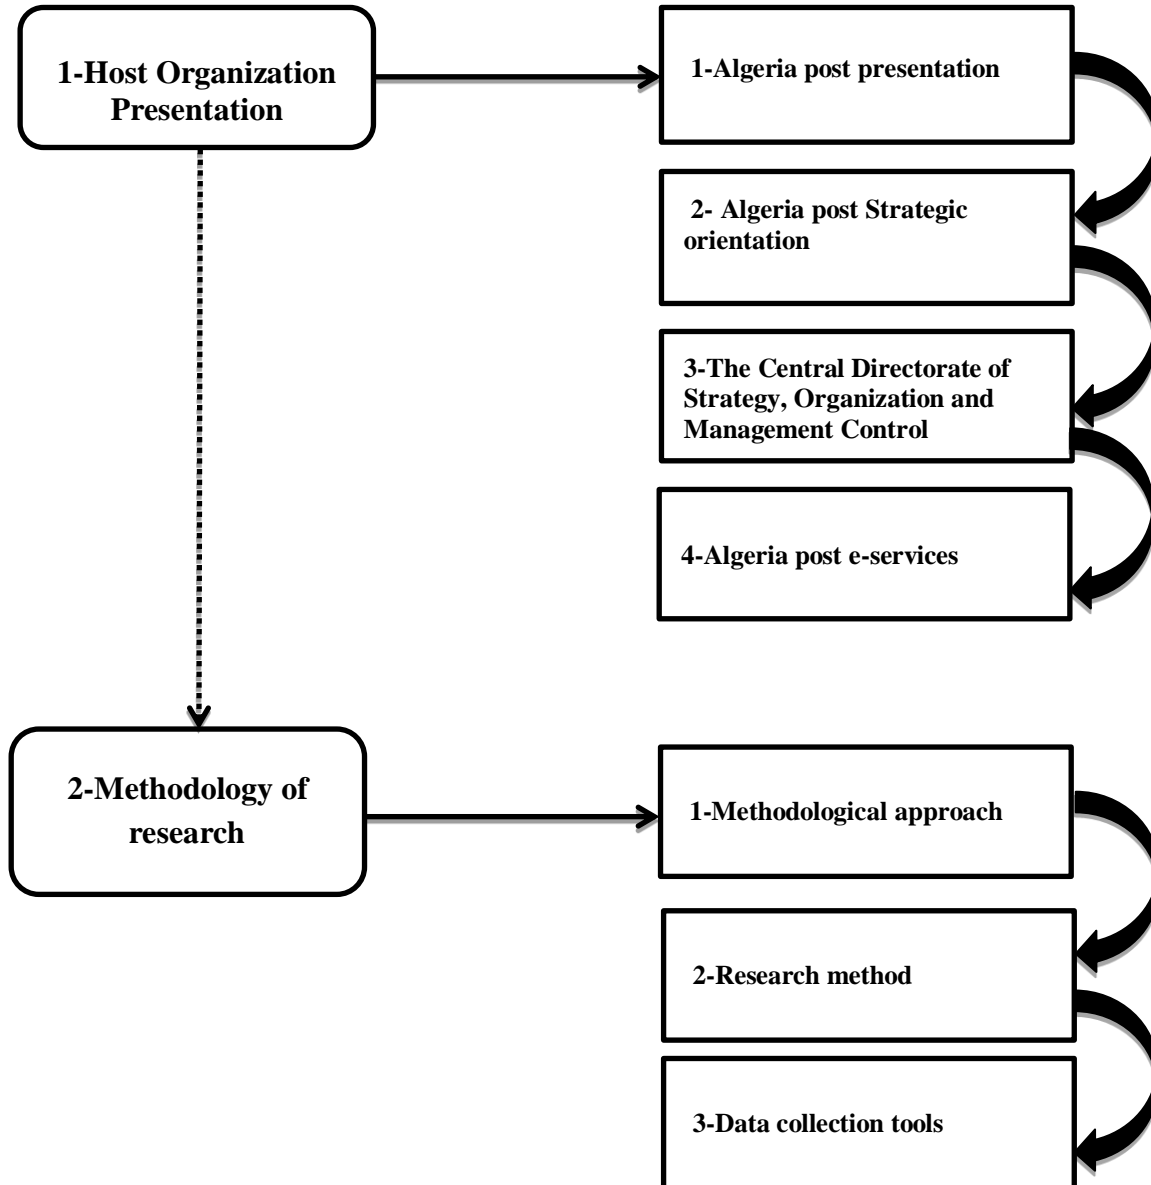 1-Host Organization
Presentation
1-Algeria post presentation
2- Algeria post Strategic
orientation
3-The Central Directorate of
Strategy, Organization and
Management Control
4-Algeria post e-services
2-Methodology of
research
1-Methodological approach
2-Research method
3-Data collection tools